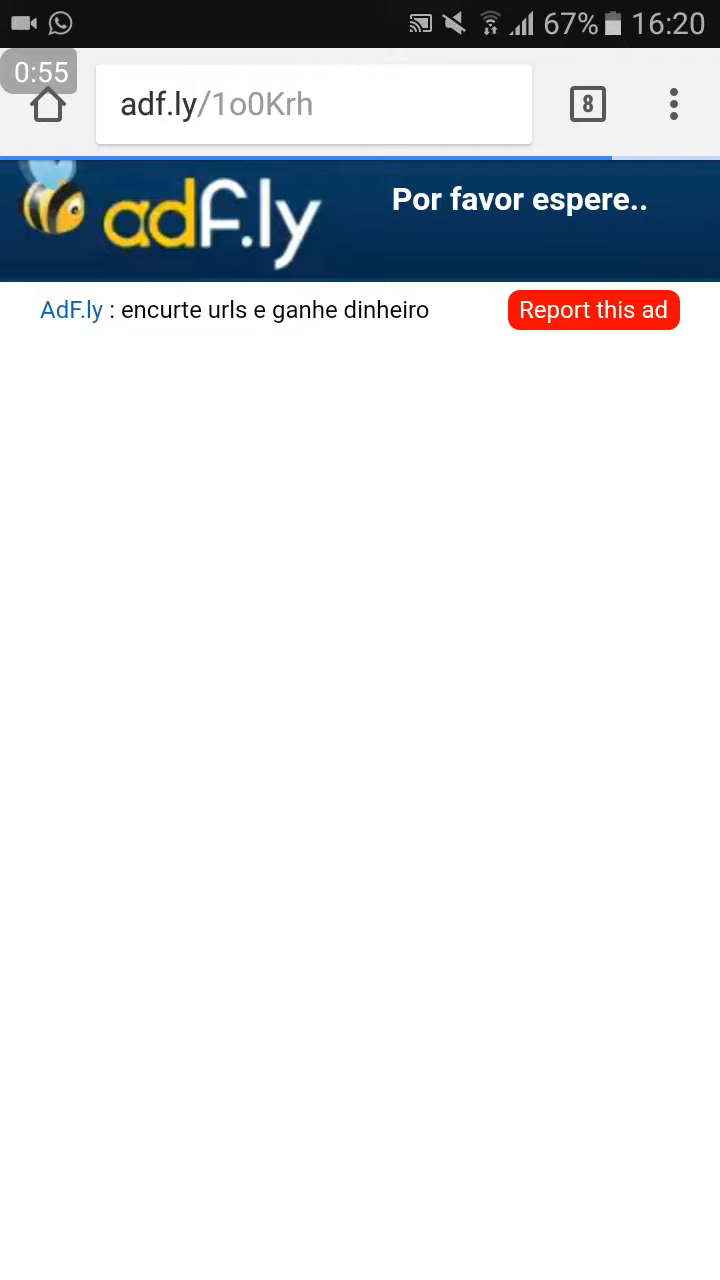 67% 16:20
0:55
adf.ly/1o0Krh
8
adf.ly
Por favor espere..
AdF.ly : encurte urls e ganhe dinheiro
Report this ad